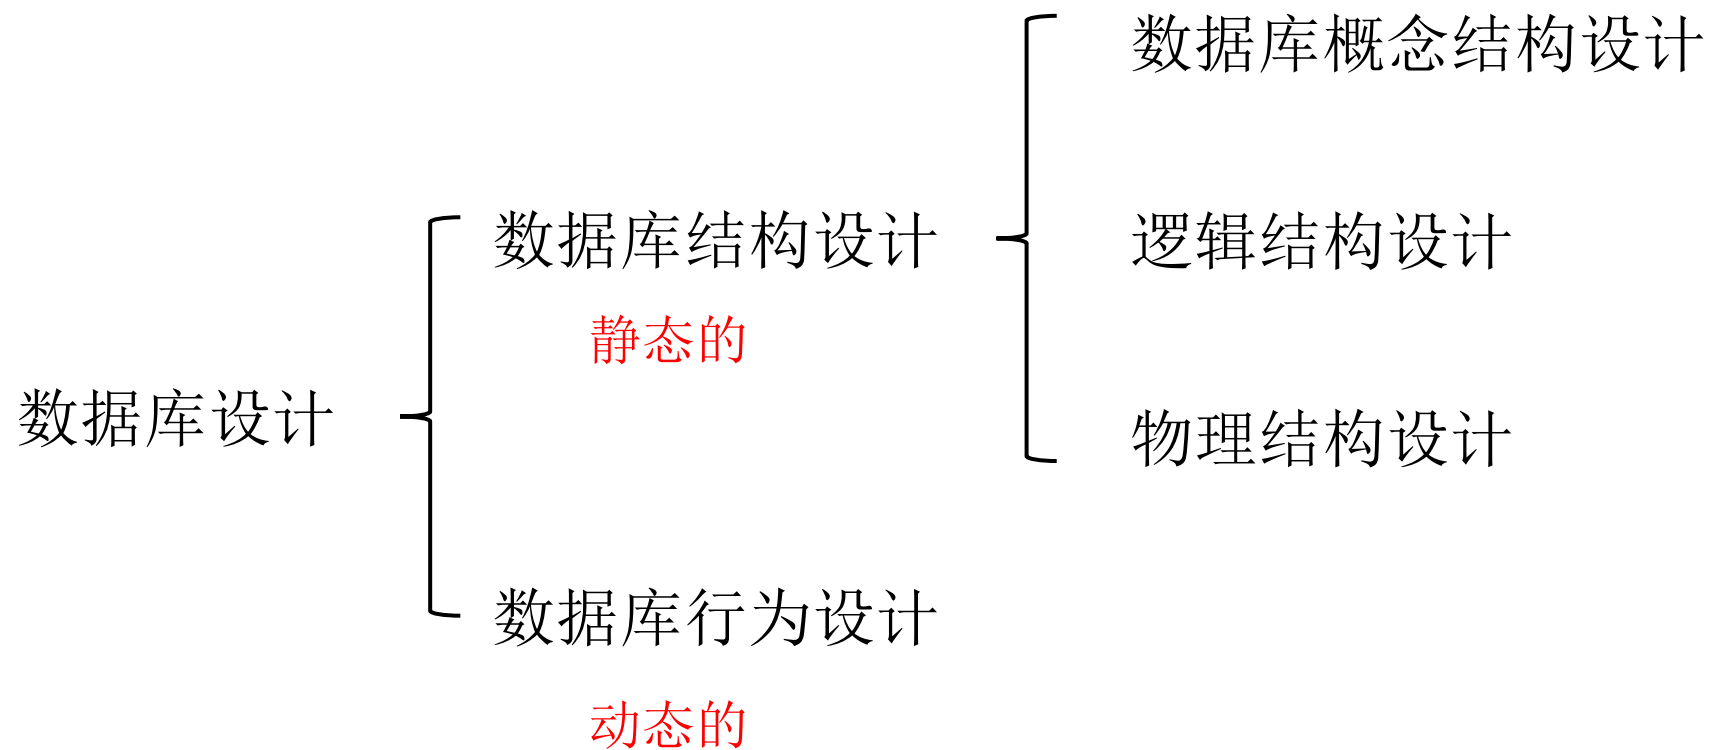 数据库概念结构设计
数据库结构设计
逻辑结构设计
静态的
数据库设计
物理结构设计
数据库行为设计
动态的